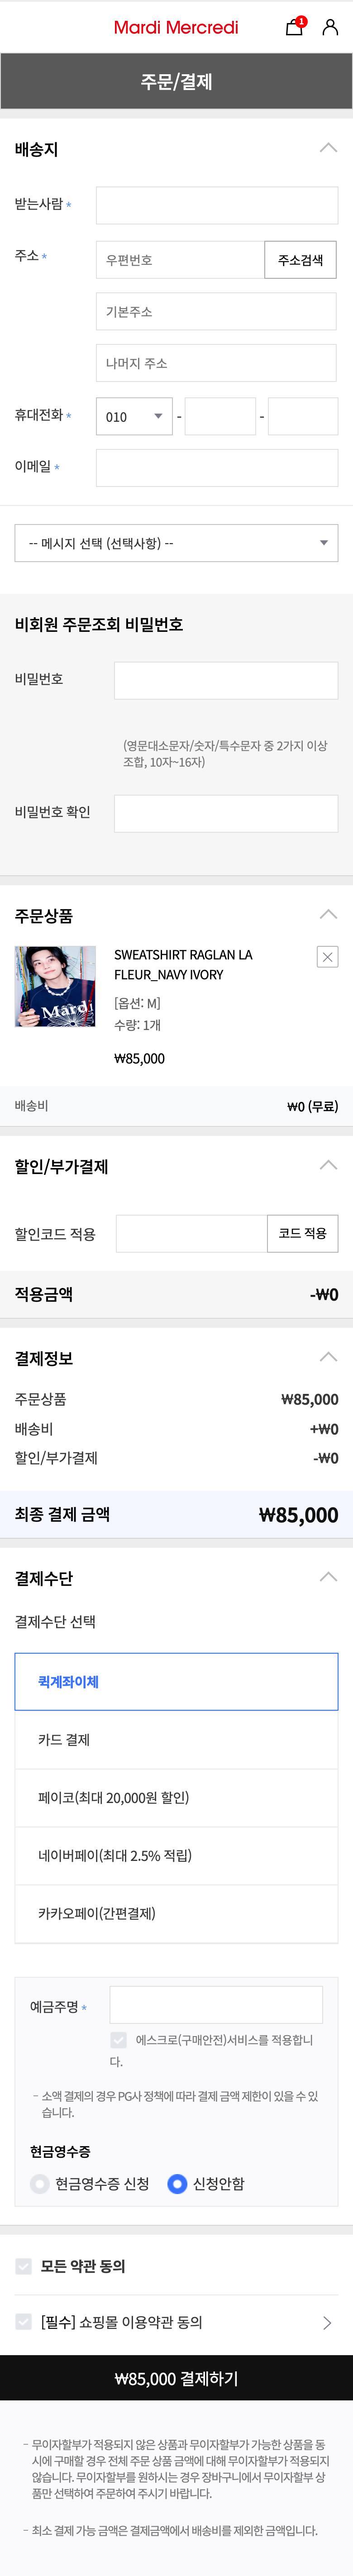 Mardi Mercredi
1
주문/결제
배송지
받는사람 *
주소 *
우편번호
주소검색
기본주소
나머지 주소
휴대전화 *
010
-
-
이메일 *
-- 메시지 선택 (선택사항) --
비회원 주문조회 비밀번호
비밀번호
(영문대소문자/숫자/특수문자 중 2가지 이상
조합, 10자~16자)
비밀번호 확인
주문상품
Mardi
SWEATSHIRT RAGLAN LA
FLEUR_NAVY IVORY
[옵션: M]
수량: 1개
₩85,000
배송비
₩0 (무료)
할인/부가결제
할인코드 적용
코드 적용
적용금액
-₩0
결제정보
주문상품
₩85,000
배송비
+₩0
할인/부가결제
-₩0
최종 결제 금액
₩85,000
결제수단
결제수단 선택
퀵계좌이체
카드 결제
페이코(최대 20,000원 할인)
네이버페이(최대 2.5% 적립)
카카오페이(간편결제)
예금주명 *
에스크로(구매안전)서비스를 적용합니
다.
- 소액 결제의 경우 PG사 정책에 따라 결제 금액 제한이 있을 수 있
습니다.
현금영수증
현금영수증 신청
신청안함
모든 약관 동의
[필수] 쇼핑몰 이용약관 동의
₩85,000 결제하기
- 무이자할부가 적용되지 않은 상품과 무이자할부가 가능한 상품을 동
시에 구매할 경우 전체 주문 상품 금액에 대해 무이자할부가 적용되지
않습니다. 무이자할부를 원하시는 경우 장바구니에서 무이자할부 상
품만 선택하여 주문하여 주시기 바랍니다.
- 최소 결제 가능 금액은 결제금액에서 배송비를 제외한 금액입니다.